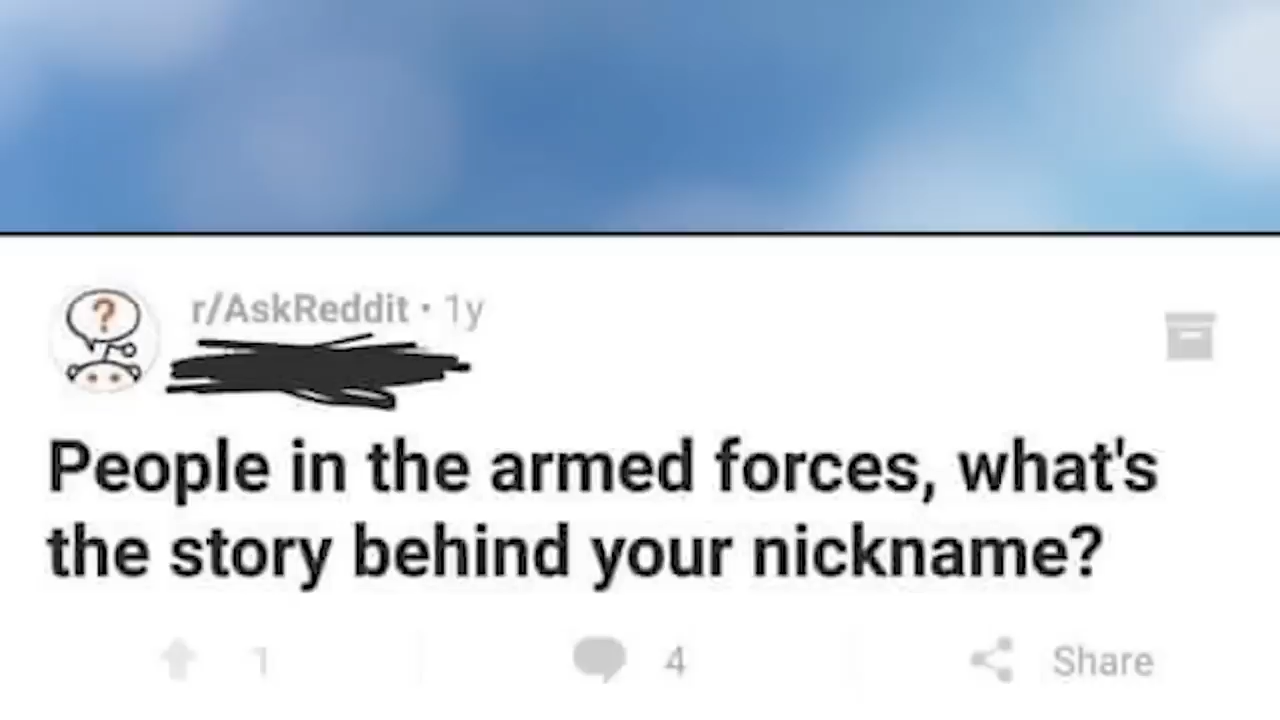 ?
r/AskReddit • 1y
People in the armed forces, what's
the story behind your nickname?
1 4 Share